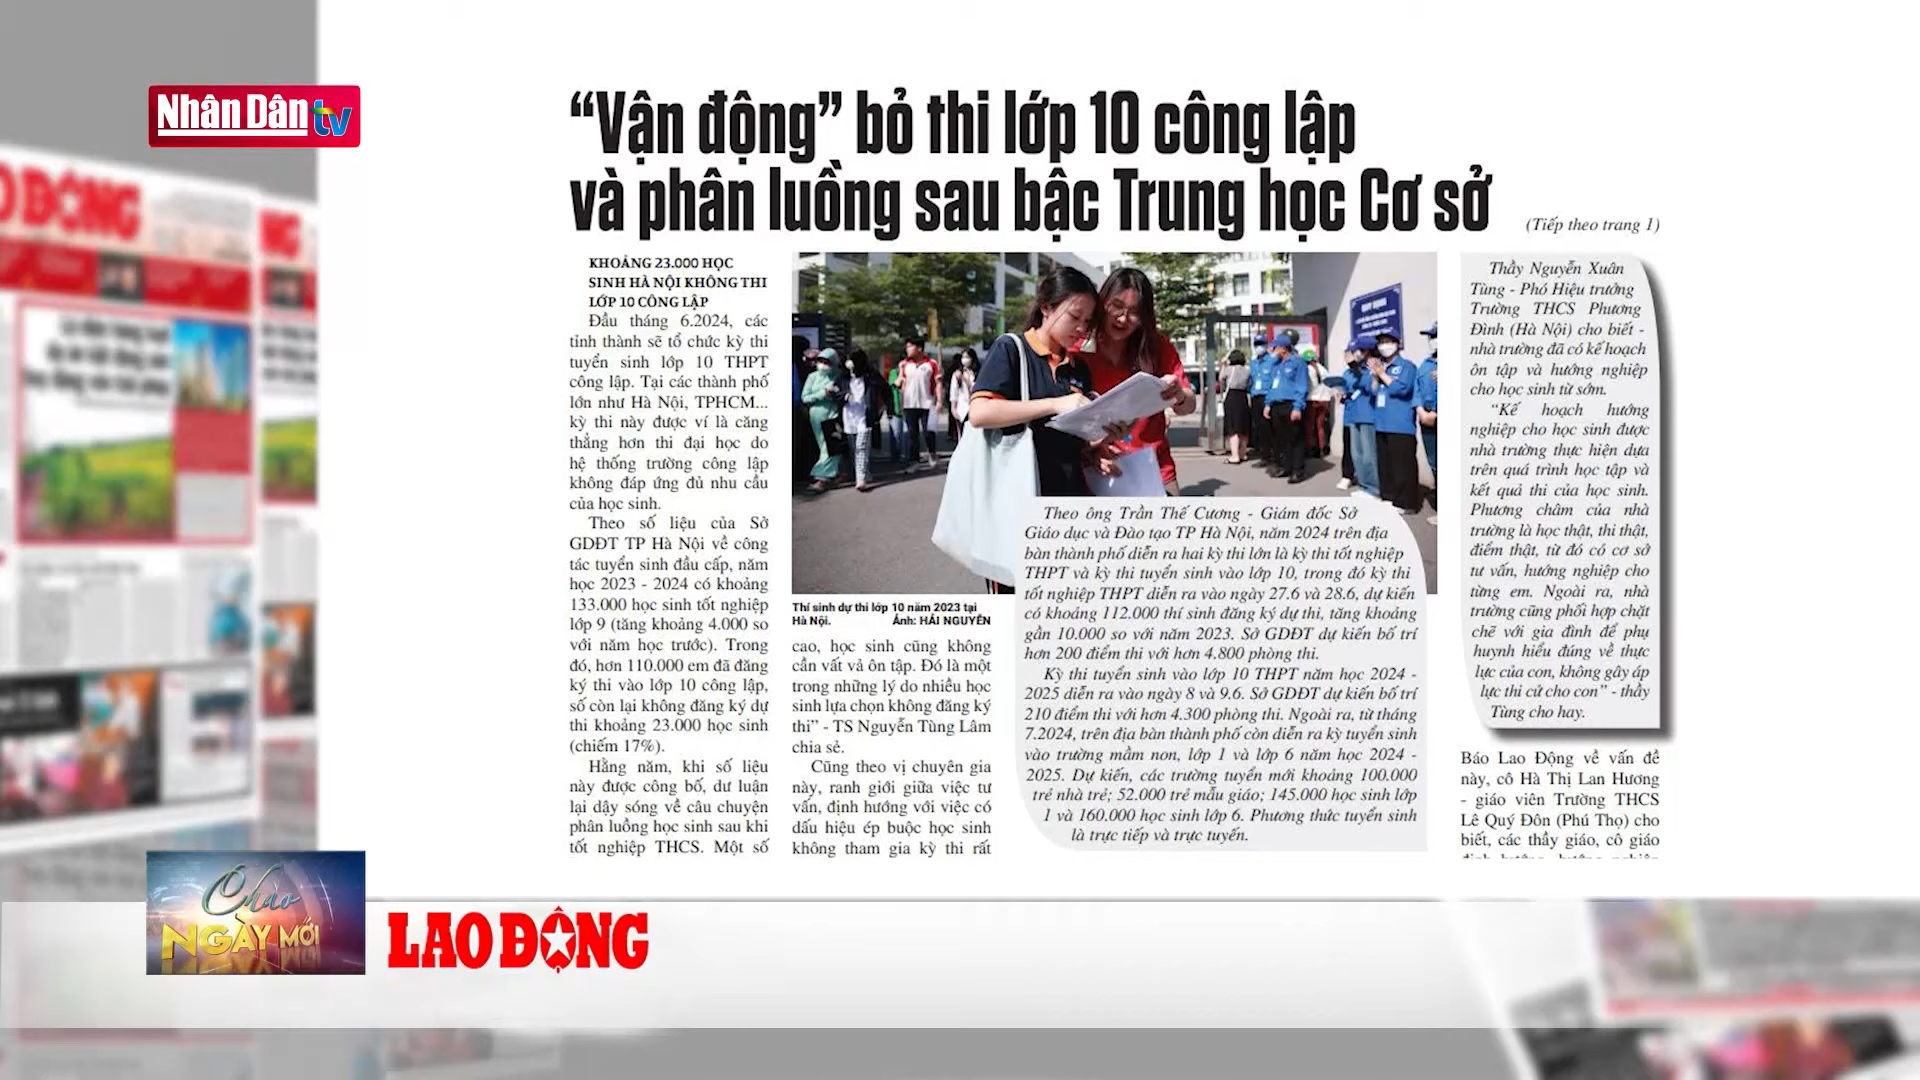 Nhân Dân tv
“Vận động” bỏ thi lớp 10 công lập
và phân luồng sau bậc Trung học Cơ sở
(Tiếp theo trang 1)
KHOẢNG 23.000 HỌC
SINH HÀ NỘI KHÔNG THI
LỚP 10 CÔNG LẬP
Đầu tháng 6.2024, các
tỉnh thành sẽ tổ chức kỳ thi
tuyển sinh lớp 10 THPT
công lập. Tại các thành phố
lớn như Hà Nội, TPHCM...
kỳ thi này được ví là căng
thẳng hơn thi đại học do
hệ thống trường công lập
không đáp ứng đủ nhu cầu
của học sinh.
Theo số liệu của Sở
GDĐT TP Hà Nội về công
tác tuyển sinh đầu cấp, năm
học 2023 - 2024 có khoảng
133.000 học sinh tốt nghiệp
lớp 9 (tăng khoảng 4.000 so
với năm học trước). Trong
đó, hơn 110.000 em đã đăng
ký thi vào lớp 10 công lập,
số còn lại không đăng ký dự
thi khoảng 23.000 học sinh
(chiếm 17%).
Hằng năm, khi số liệu
này được công bố, dư luận
lại dậy sóng về câu chuyện
phân luồng học sinh sau khi
tốt nghiệp THCS. Một số
Thí sinh dự thi lớp 10 năm 2023 tại
Hà Nội. Ảnh: HẢI NGUYỄN
cao, học sinh cũng không
cần vất vả ôn tập. Đó là một
trong những lý do nhiều học
sinh lựa chọn không đăng ký
thi” - TS Nguyễn Tùng Lâm
chia sẻ.
Cũng theo vị chuyên gia
này, ranh giới giữa việc tư
vấn, định hướng với việc có
dấu hiệu ép buộc học sinh
không tham gia kỳ thi rất
Theo ông Trần Thế Cương - Giám đốc Sở
Giáo dục và Đào tạo TP Hà Nội, năm 2024 trên địa
bàn thành phố diễn ra hai kỳ thi lớn là kỳ thi tốt nghiệp
THPT và kỳ thi tuyển sinh vào lớp 10, trong đó kỳ thi
tốt nghiệp THPT diễn ra vào ngày 27.6 và 28.6, dự kiến
có khoảng 112.000 thí sinh đăng ký dự thi, tăng khoảng
gần 10.000 so với năm 2023. Sở GDĐT dự kiến bố trí
hơn 200 điểm thi với hơn 4.800 phòng thi.
Kỳ thi tuyển sinh vào lớp 10 THPT năm học 2024 -
2025 diễn ra vào ngày 8 và 9.6. Sở GDĐT dự kiến bố trí
210 điểm thi với hơn 4.300 phòng thi. Ngoài ra, từ tháng
7.2024, trên địa bàn thành phố còn diễn ra kỳ tuyển sinh
vào trường mầm non, lớp 1 và lớp 6 năm học 2024 -
2025. Dự kiến, các trường tuyển mới khoảng 100.000
trẻ nhà trẻ; 52.000 trẻ mẫu giáo; 145.000 học sinh lớp
1 và 160.000 học sinh lớp 6. Phương thức tuyển sinh
là trực tiếp và trực tuyến.
Thầy Nguyễn Xuân
Tùng - Phó Hiệu trưởng
Trường THCS Phương
Đình (Hà Nội) cho biết -
nhà trường đã có kế hoạch
ôn tập và hướng nghiệp
cho học sinh từ sớm.
“Kế hoạch hướng
nghiệp cho học sinh được
nhà trường thực hiện dựa
trên quá trình học tập và
kết quả thi của học sinh.
Phương châm của nhà
trường là học thật, thi thật,
điểm thật, từ đó có cơ sở
tư vấn, hướng nghiệp cho
từng em. Ngoài ra, nhà
trường cũng phối hợp chặt
chẽ với gia đình để phụ
huynh hiểu đúng về thực
lực của con, không gây áp
lực thi cử cho con” - thầy
Tùng cho hay.
Báo Lao Động về vấn đề
này, cô Hà Thị Lan Hương
- giáo viên Trường THCS
Lê Quý Đôn (Phú Thọ) cho
biết, các thầy giáo, cô giáo
Chào
NGÀY MỚI
LAO ĐỘNG